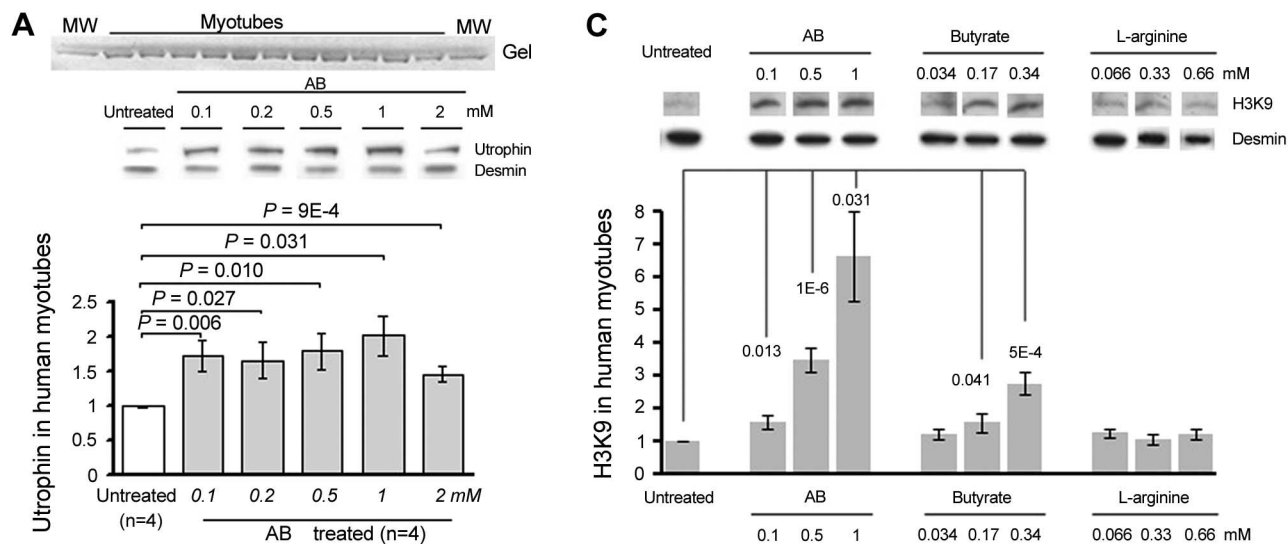 A
MW Myotubes MW
Gel
AB
Untreated 0.1 0.2 0.5 1 2 mM
Utrophin
Desmin
P = 9E-4
P = 0.031
P = 0.010
P = 0.027
P = 0.006
Utrophin in human myotubes
2.5
2
1.5
1
0.5
0
Untreated 0.1 0.2 0.5 1 2 mM
(n=4)
AB treated (n=4)
C
Untreated AB Butyrate L-arginine
0.1 0.5 1 0.034 0.17 0.34 0.066 0.33 0.66 mM
H3K9
Desmin
H3K9 in human myotubes
8
7
6
5
4
3
2
1
0
0.013
1E-6
0.031
0.041
5E-4
Untreated AB Butyrate L-arginine
0.1 0.5 1 0.034 0.17 0.34 0.066 0.33 0.66 mM